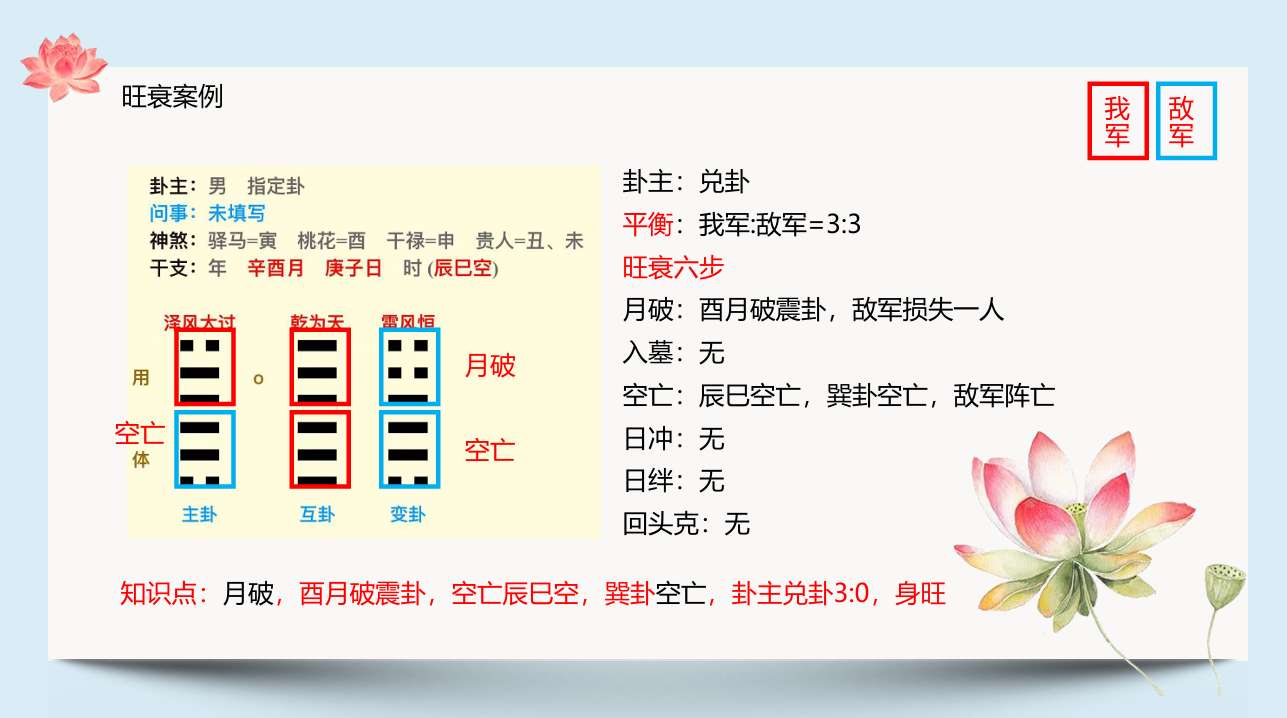 旺衰案例
我军
敌军
卦主：男 指定卦
问事：未填写
神煞：驿马=寅 桃花=酉 干禄=申 贵人=丑、未
干支：年 辛酉月 庚子日 时 (辰巳空)
泽风大过 乾为天 雷风恒
用 o 月破
空亡 空亡
体
主卦 互卦 变卦
卦主：兑卦
平衡：我军:敌军=3:3
旺衰六步
月破：酉月破震卦，敌军损失一人
入墓：无
空亡：辰巳空亡，巽卦空亡，敌军阵亡
日冲：无
日绊：无
回头克：无
知识点：月破，酉月破震卦，空亡辰巳空，巽卦空亡，卦主兑卦3:0，身旺